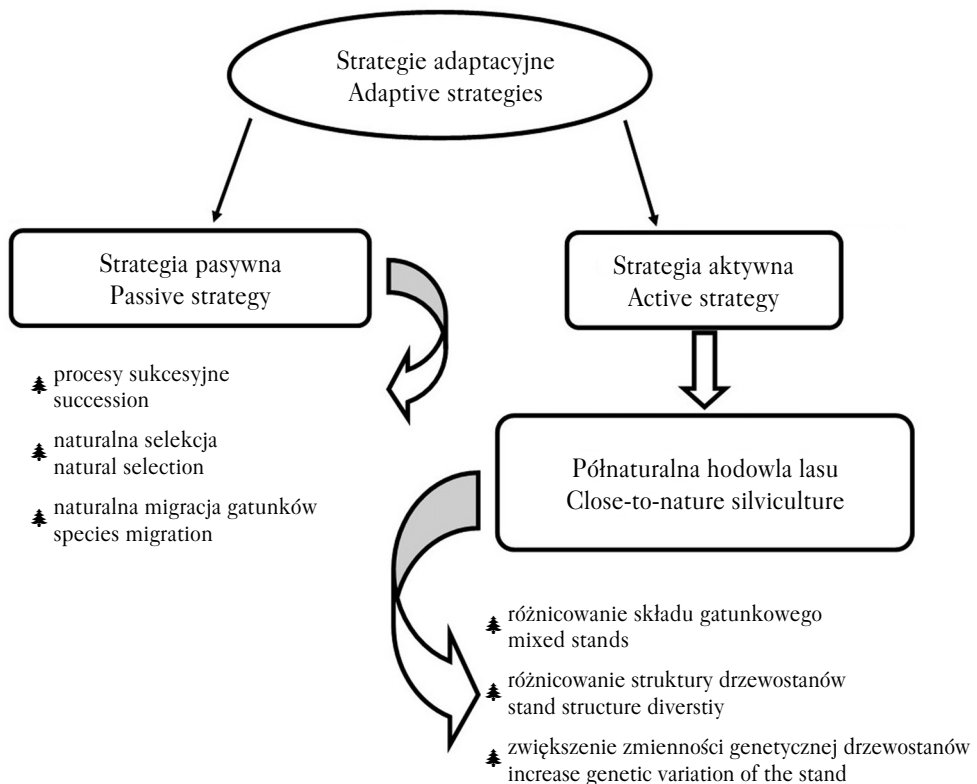 Strategie adaptacyjne
Adaptive strategies
Strategia pasywna
Passive strategy
Strategia aktywna
Active strategy
procesy sukcesyjne
succession
naturalna selekcja
natural selection
naturalna migracja gatunków
species migration
Półnaturalna hodowla lasu
Close-to-nature silviculture
różnicowanie składu gatunkowego
mixed stands
różnicowanie struktury drzewostanów
stand structure diverstiy
zwiększenie zmienności genetycznej drzewostanów
increase genetic variation of the stand